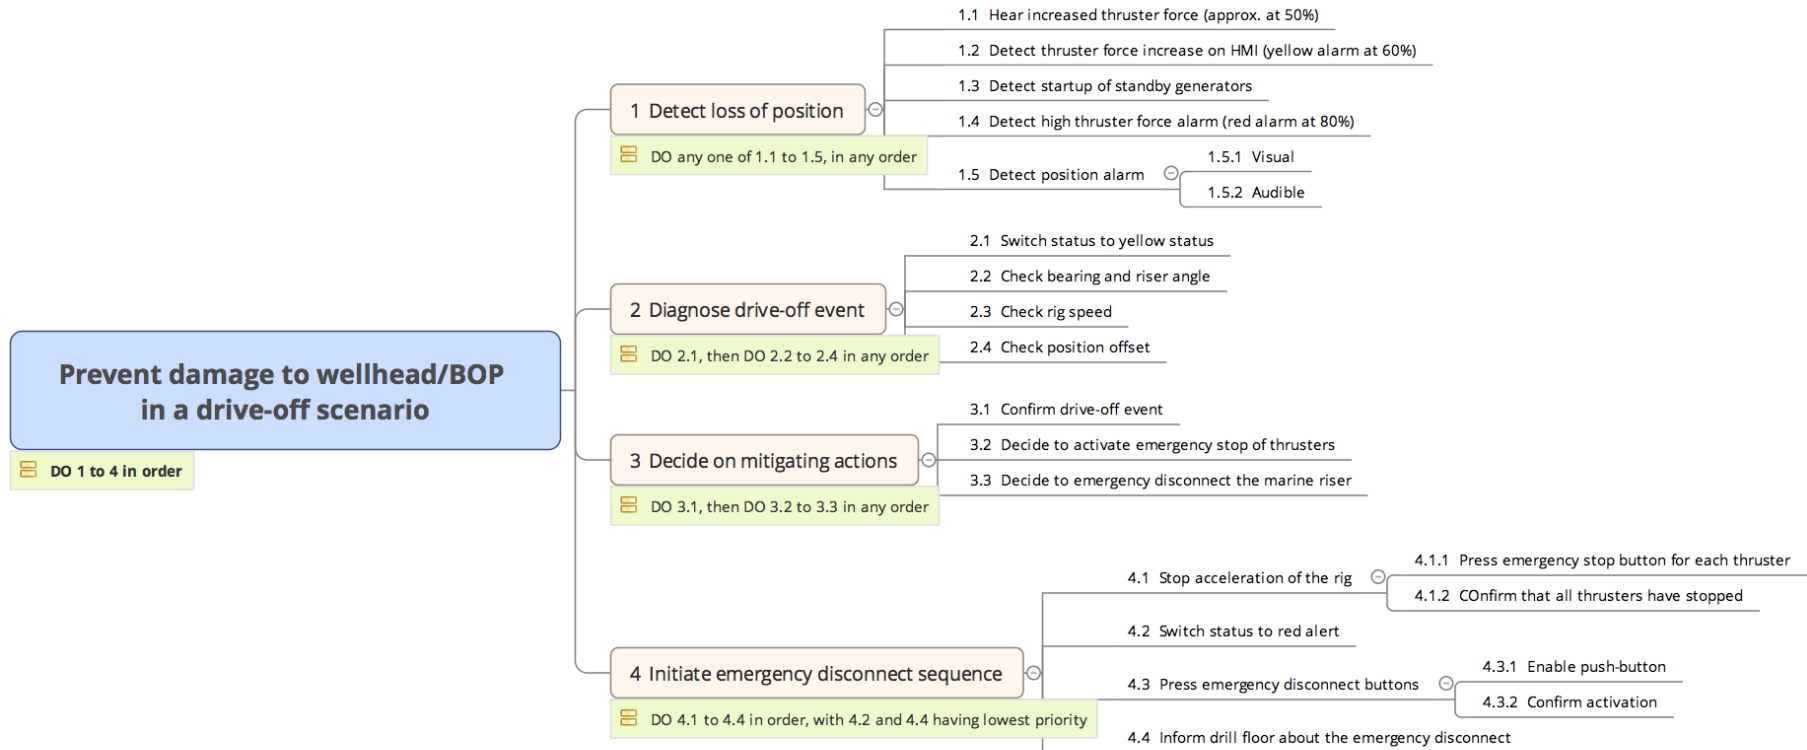 Prevent damage to wellhead/BOP
in a drive-off scenario
DO 1 to 4 in order
1 Detect loss of position
DO any one of 1.1 to 1.5, in any order
1.1 Hear increased thruster force (approx. at 50%)
1.2 Detect thruster force increase on HMI (yellow alarm at 60%)
1.3 Detect startup of standby generators
1.4 Detect high thruster force alarm (red alarm at 80%)
1.5 Detect position alarm
1.5.1 Visual
1.5.2 Audible
2 Diagnose drive-off event
DO 2.1, then DO 2.2 to 2.4 in any order
2.1 Switch status to yellow status
2.2 Check bearing and riser angle
2.3 Check rig speed
2.4 Check position offset
3 Decide on mitigating actions
DO 3.1, then DO 3.2 to 3.3 in any order
3.1 Confirm drive-off event
3.2 Decide to activate emergency stop of thrusters
3.3 Decide to emergency disconnect the marine riser
4 Initiate emergency disconnect sequence
DO 4.1 to 4.4 in order, with 4.2 and 4.4 having lowest priority
4.1 Stop acceleration of the rig
4.1.1 Press emergency stop button for each thruster
4.1.2 COnfirm that all thrusters have stopped
4.2 Switch status to red alert
4.3 Press emergency disconnect buttons
4.3.1 Enable push-button
4.3.2 Confirm activation
4.4 Inform drill floor about the emergency disconnect